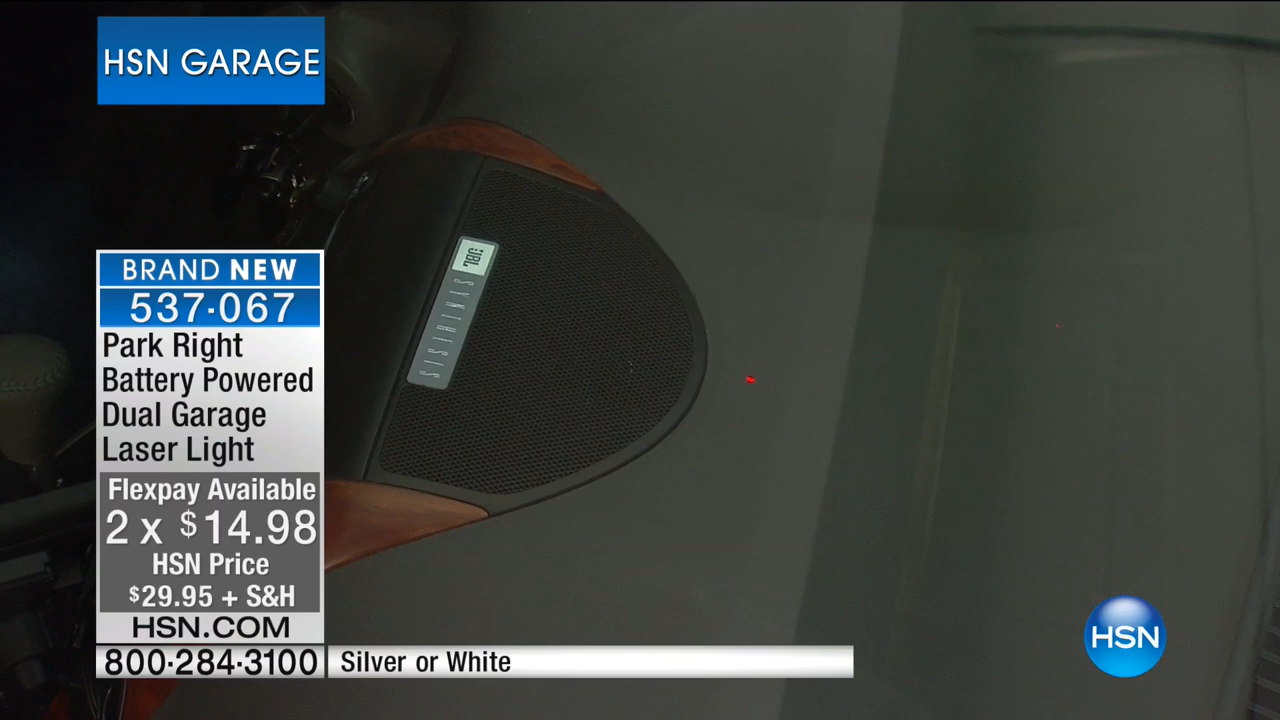 HSN GARAGE
BRAND NEW
537·067
Park Right
Battery Powered
Dual Garage
Laser Light
Flexpay Available
2 x $14.98
HSN Price
$29.95 + S&H
HSN.COM
800·284·3100
Silver or White
JBL
SYNTHESIS
HSN